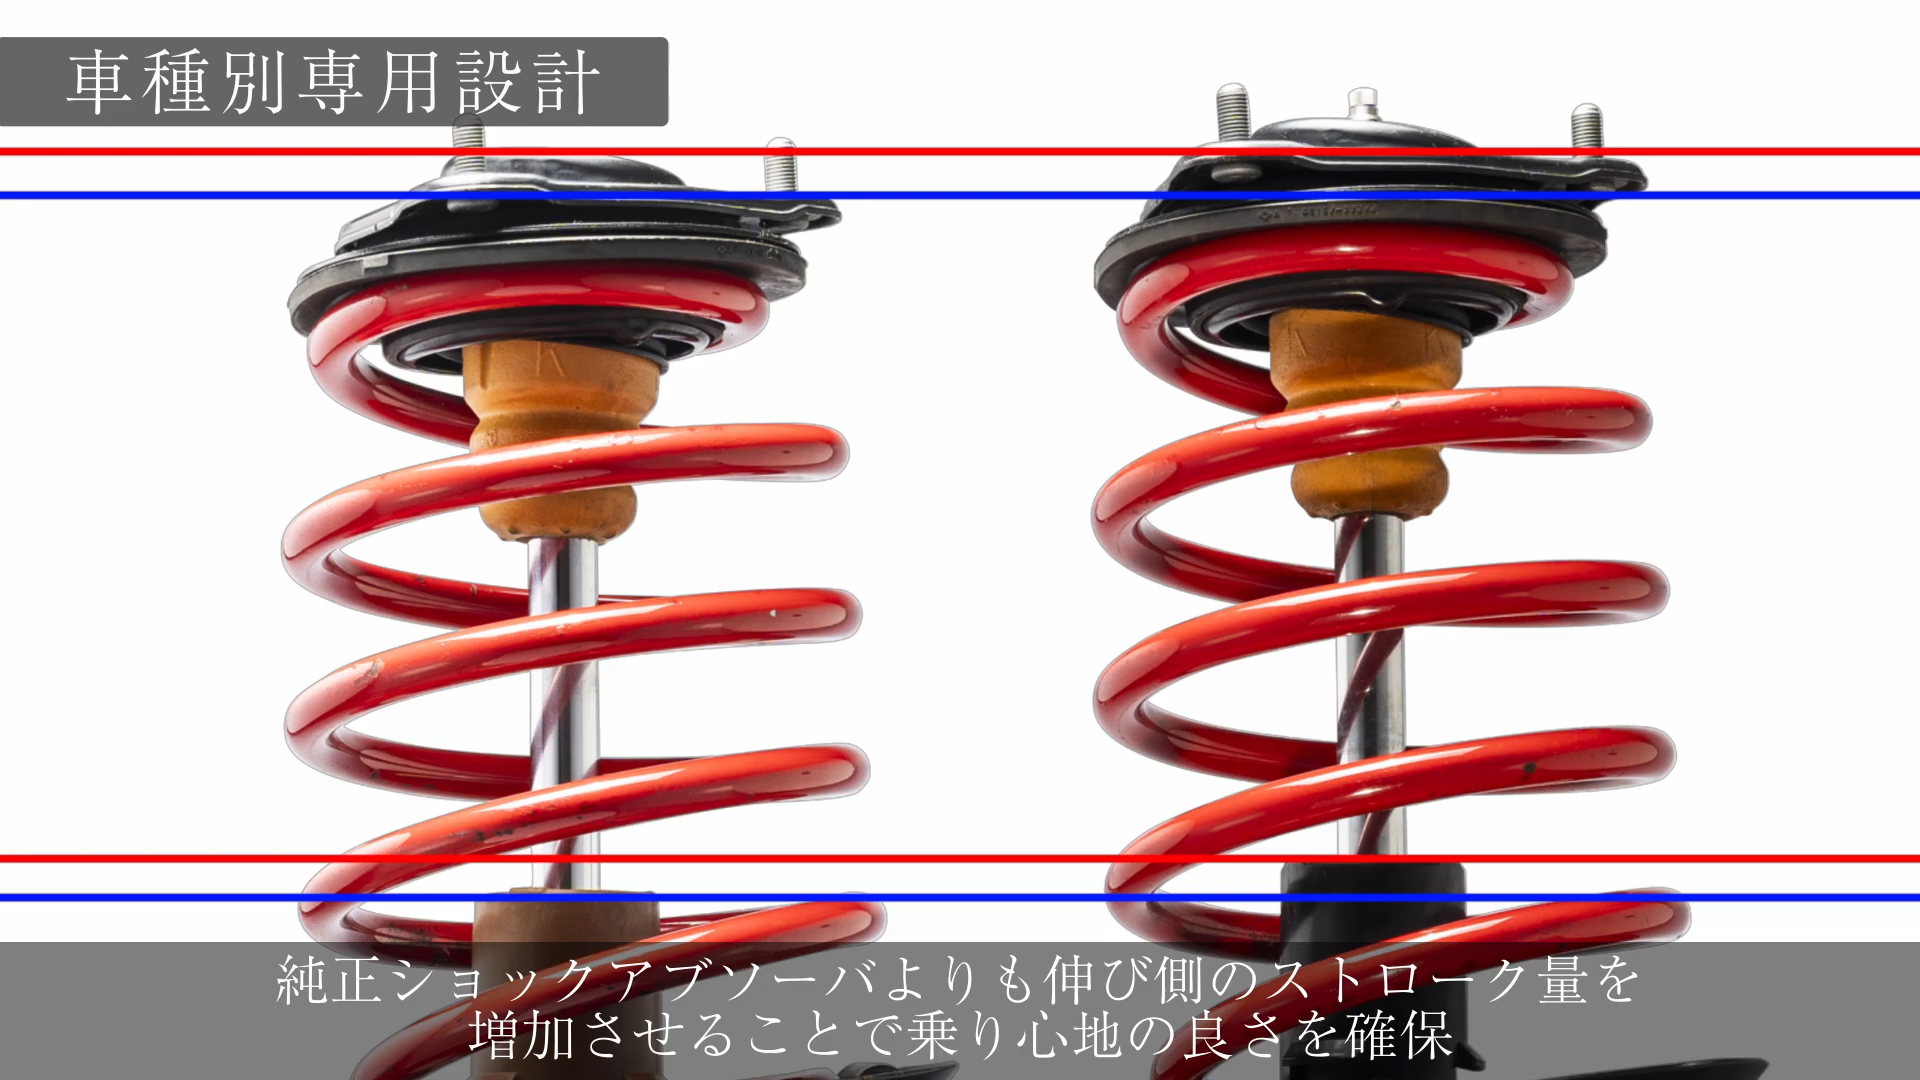 車種別専用設計
純正ショックアブソーバよりも伸び側のストローク量を
増加させることで乗り心地の良さを確保